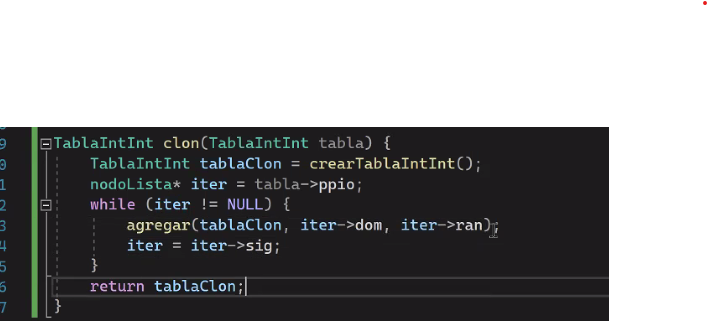 9 TablaIntInt clon(TablaIntInt tabla) {
0 TablaIntInt tablaClon = crearTablaIntInt();
1 nodoLista* iter = tabla->ppio;
2 while (iter != NULL) {
3 agregar(tablaClon, iter->dom, iter->ran);
4 iter = iter->sig;
5 }
6 return tablaClon;
7 }